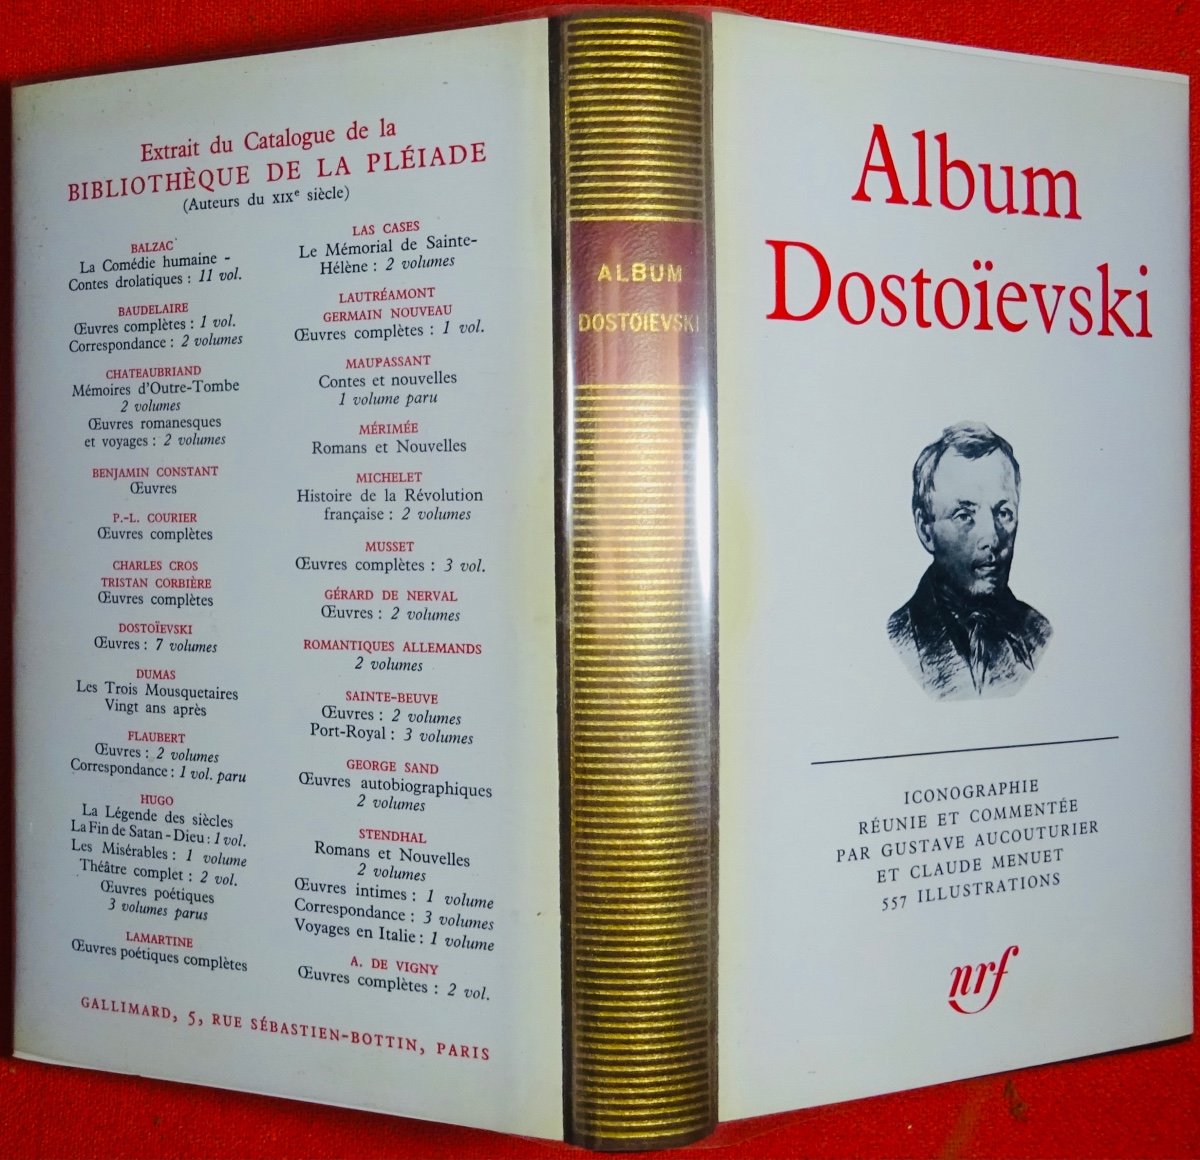 Extrait du Catalogue de la
BIBLIOTHÈQUE DE LA PLÉIADE
(Auteurs du XIXe siècle)
BALZAC
La Comédie humaine -
Contes drolatiques : 11 vol.
BAUDELAIRE
Œuvres complètes : 1 vol.
Correspondance : 2 volumes
CHATEAUBRIAND
Mémoires d'Outre-Tombe
2 volumes
Œuvres romanesques
et voyages : 2 volumes
BENJAMIN CONSTANT
Œuvres
P.-L. COURIER
Œuvres complètes
CHARLES CROS
TRISTAN CORBIÈRE
Œuvres complètes
DOSTOÏEVSKI
Œuvres : 7 volumes
DUMAS
Les Trois Mousquetaires
Vingt ans après
FLAUBERT
Œuvres : 2 volumes
Correspondance : 1 vol. paru
HUGO
La Légende des siècles
La Fin de Satan - Dieu : 1 vol.
Les Misérables : 1 volume
Théâtre complet : 2 vol.
Œuvres poétiques
3 volumes parus
LAMARTINE
Œuvres poétiques complètes
LAS CASES
Le Mémorial de Sainte-
Hélène : 2 volumes
LAUTRÉAMONT
GERMAIN NOUVEAU
Œuvres complètes : 1 vol.
MAUPASSANT
Contes et nouvelles
1 volume paru
MÉRIMÉE
Romans et Nouvelles
MICHELET
Histoire de la Révolution
française : 2 volumes
MUSSET
Œuvres complètes : 3 vol.
GÉRARD DE NERVAL
Œuvres : 2 volumes
ROMANTIQUES ALLEMANDS
2 volumes
SAINTE-BEUVE
Œuvres : 2 volumes
Port-Royal : 3 volumes
GEORGE SAND
Œuvres autobiographiques
2 volumes
STENDHAL
Romans et Nouvelles
2 volumes
Œuvres intimes : 1 volume
Correspondance : 3 volumes
Voyages en Italie : 1 volume
A. DE VIGNY
Œuvres complètes : 2 vol.
GALLIMARD, 5, RUE SÉBASTIEN-BOTTIN, PARIS
ALBUM
DOSTOÏEVSKI
Album
Dostoïevski
ICONOGRAPHIE
RÉUNIE ET COMMENTÉE
PAR GUSTAVE AUCOUTURIER
ET CLAUDE MENUET
557 ILLUSTRATIONS
nrf